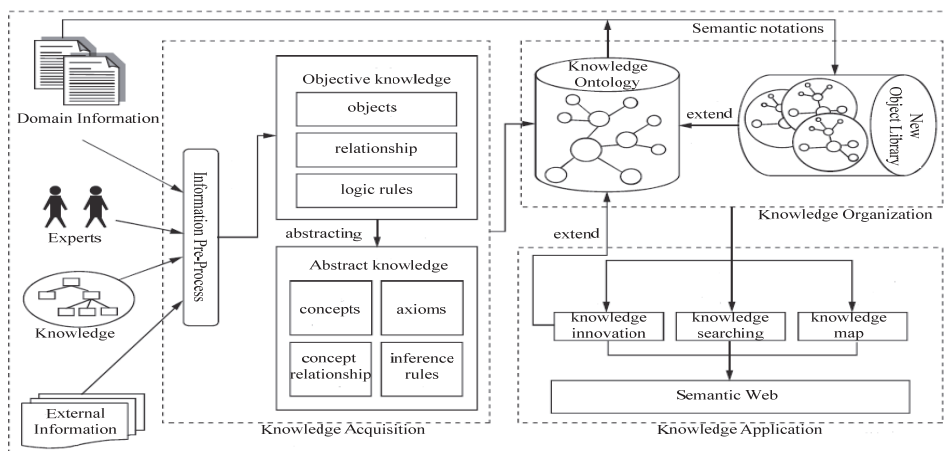 Domain Information
Experts
Knowledge
External
Information
Information Pre-Process
Objective knowledge
objects
relationship
logic rules
abstracting
Abstract knowledge
concepts
axioms
concept
relationship
inference
rules
Knowledge Acquisition
Semantic notations
Knowledge
Ontology
extend
New
Object Library
Knowledge Organization
extend
knowledge
innovation
knowledge
searching
knowledge
map
Semantic Web
Knowledge Application